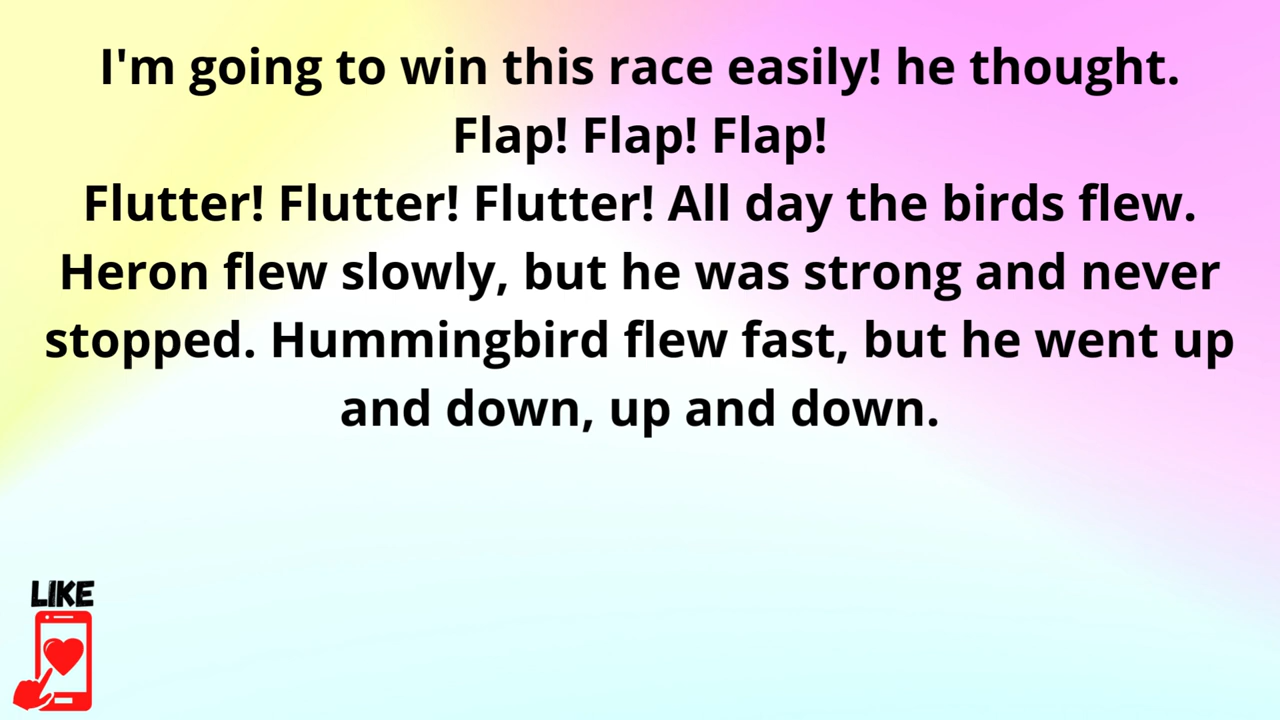 I'm going to win this race easily! he thought.
Flap! Flap! Flap!
Flutter! Flutter! Flutter! All day the birds flew.
Heron flew slowly, but he was strong and never
stopped. Hummingbird flew fast, but he went up
and down, up and down.
LIKE